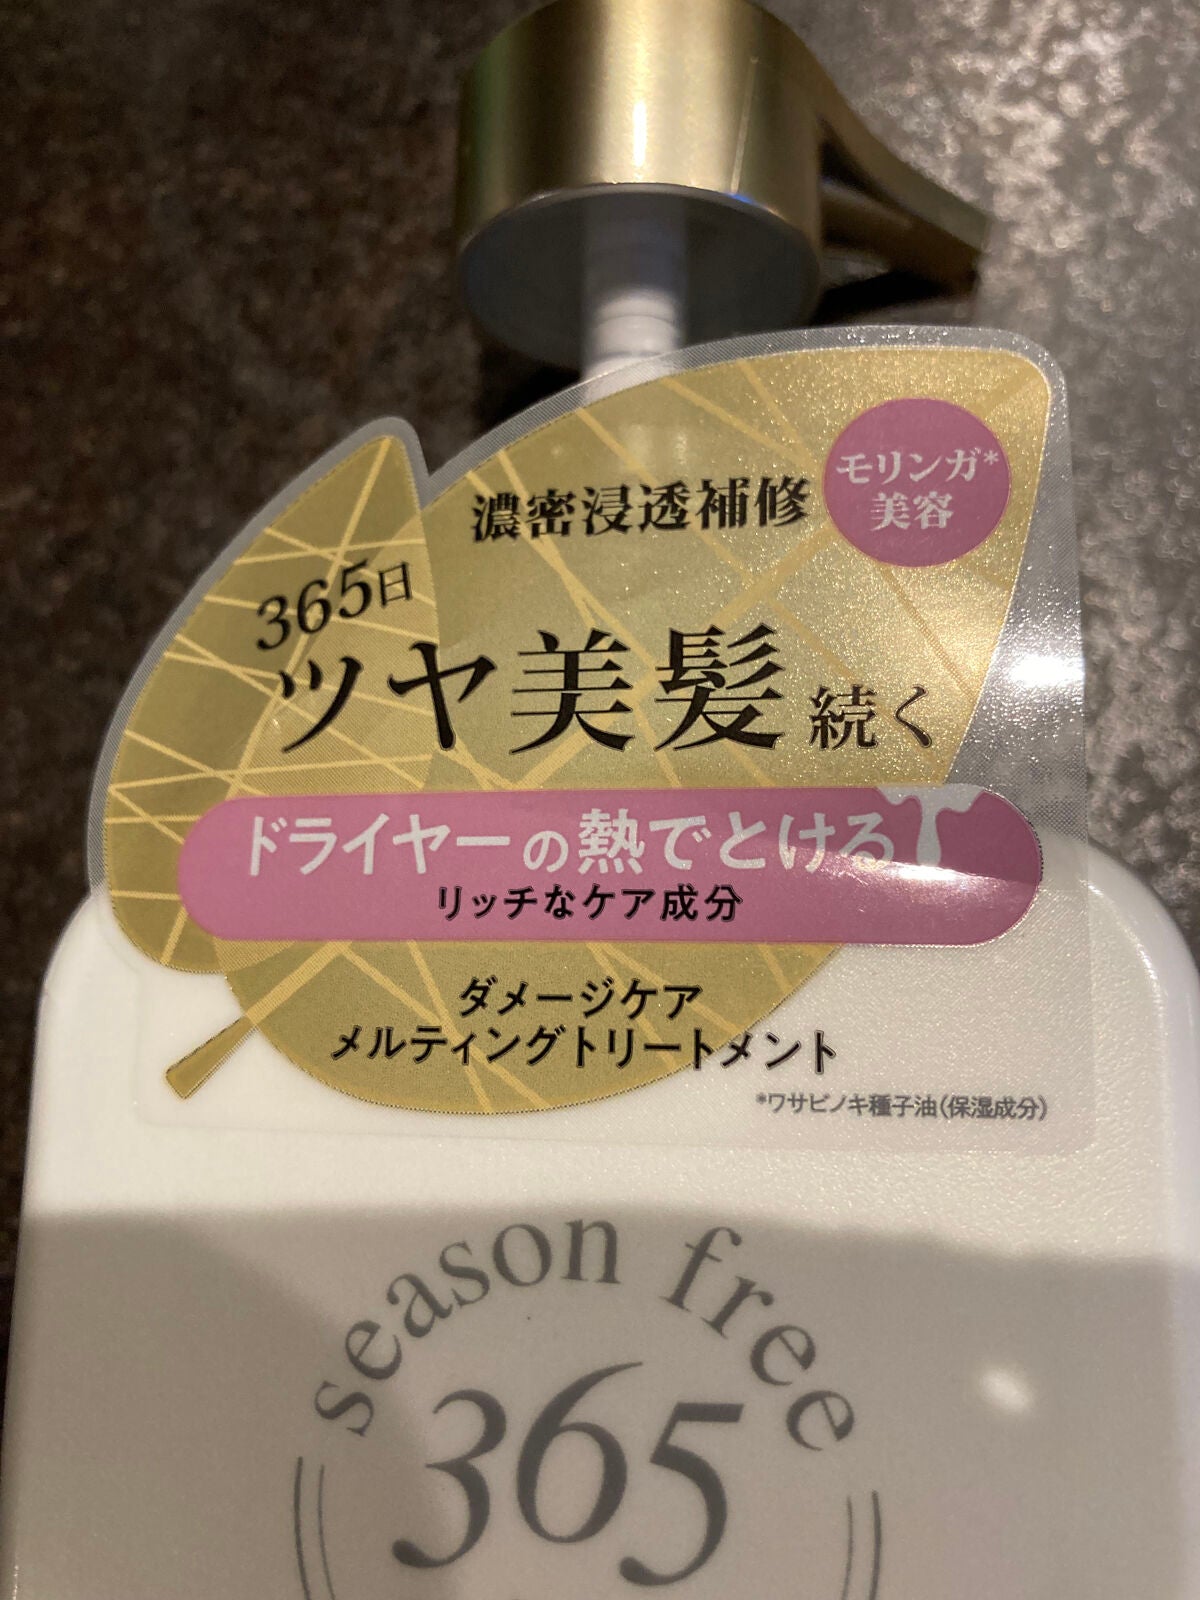 濃密浸透補修
モリンガ*
美容
365日
ツヤ美髪続く
ドライヤーの熱でとける
リッチなケア成分
ダメージケア
メルティングトリートメント
*ワサビノキ種子油(保湿成分)
season free
365